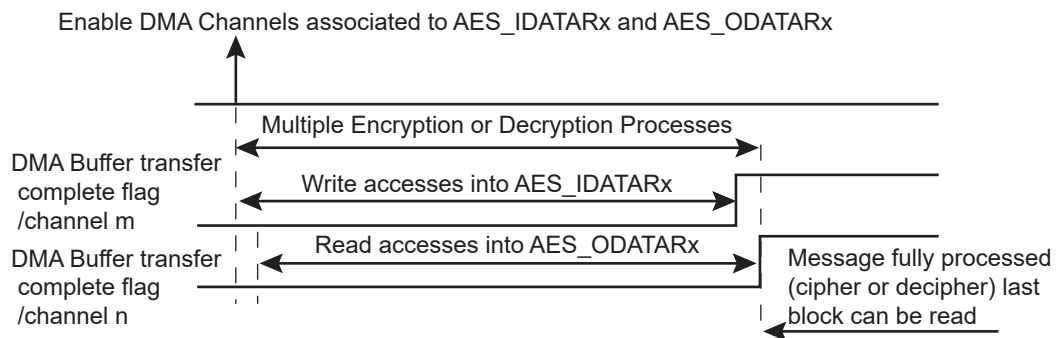 Enable DMA Channels associated to AES_IDATARx and AES_ODATARx
Multiple Encryption or Decryption Processes
DMA Buffer transfer
complete flag
/channel m
Write accesses into AES_IDATARx
Read accesses into AES_ODATARx
DMA Buffer transfer
complete flag
/channel n
Message fully processed
(cipher or decipher) last
block can be read